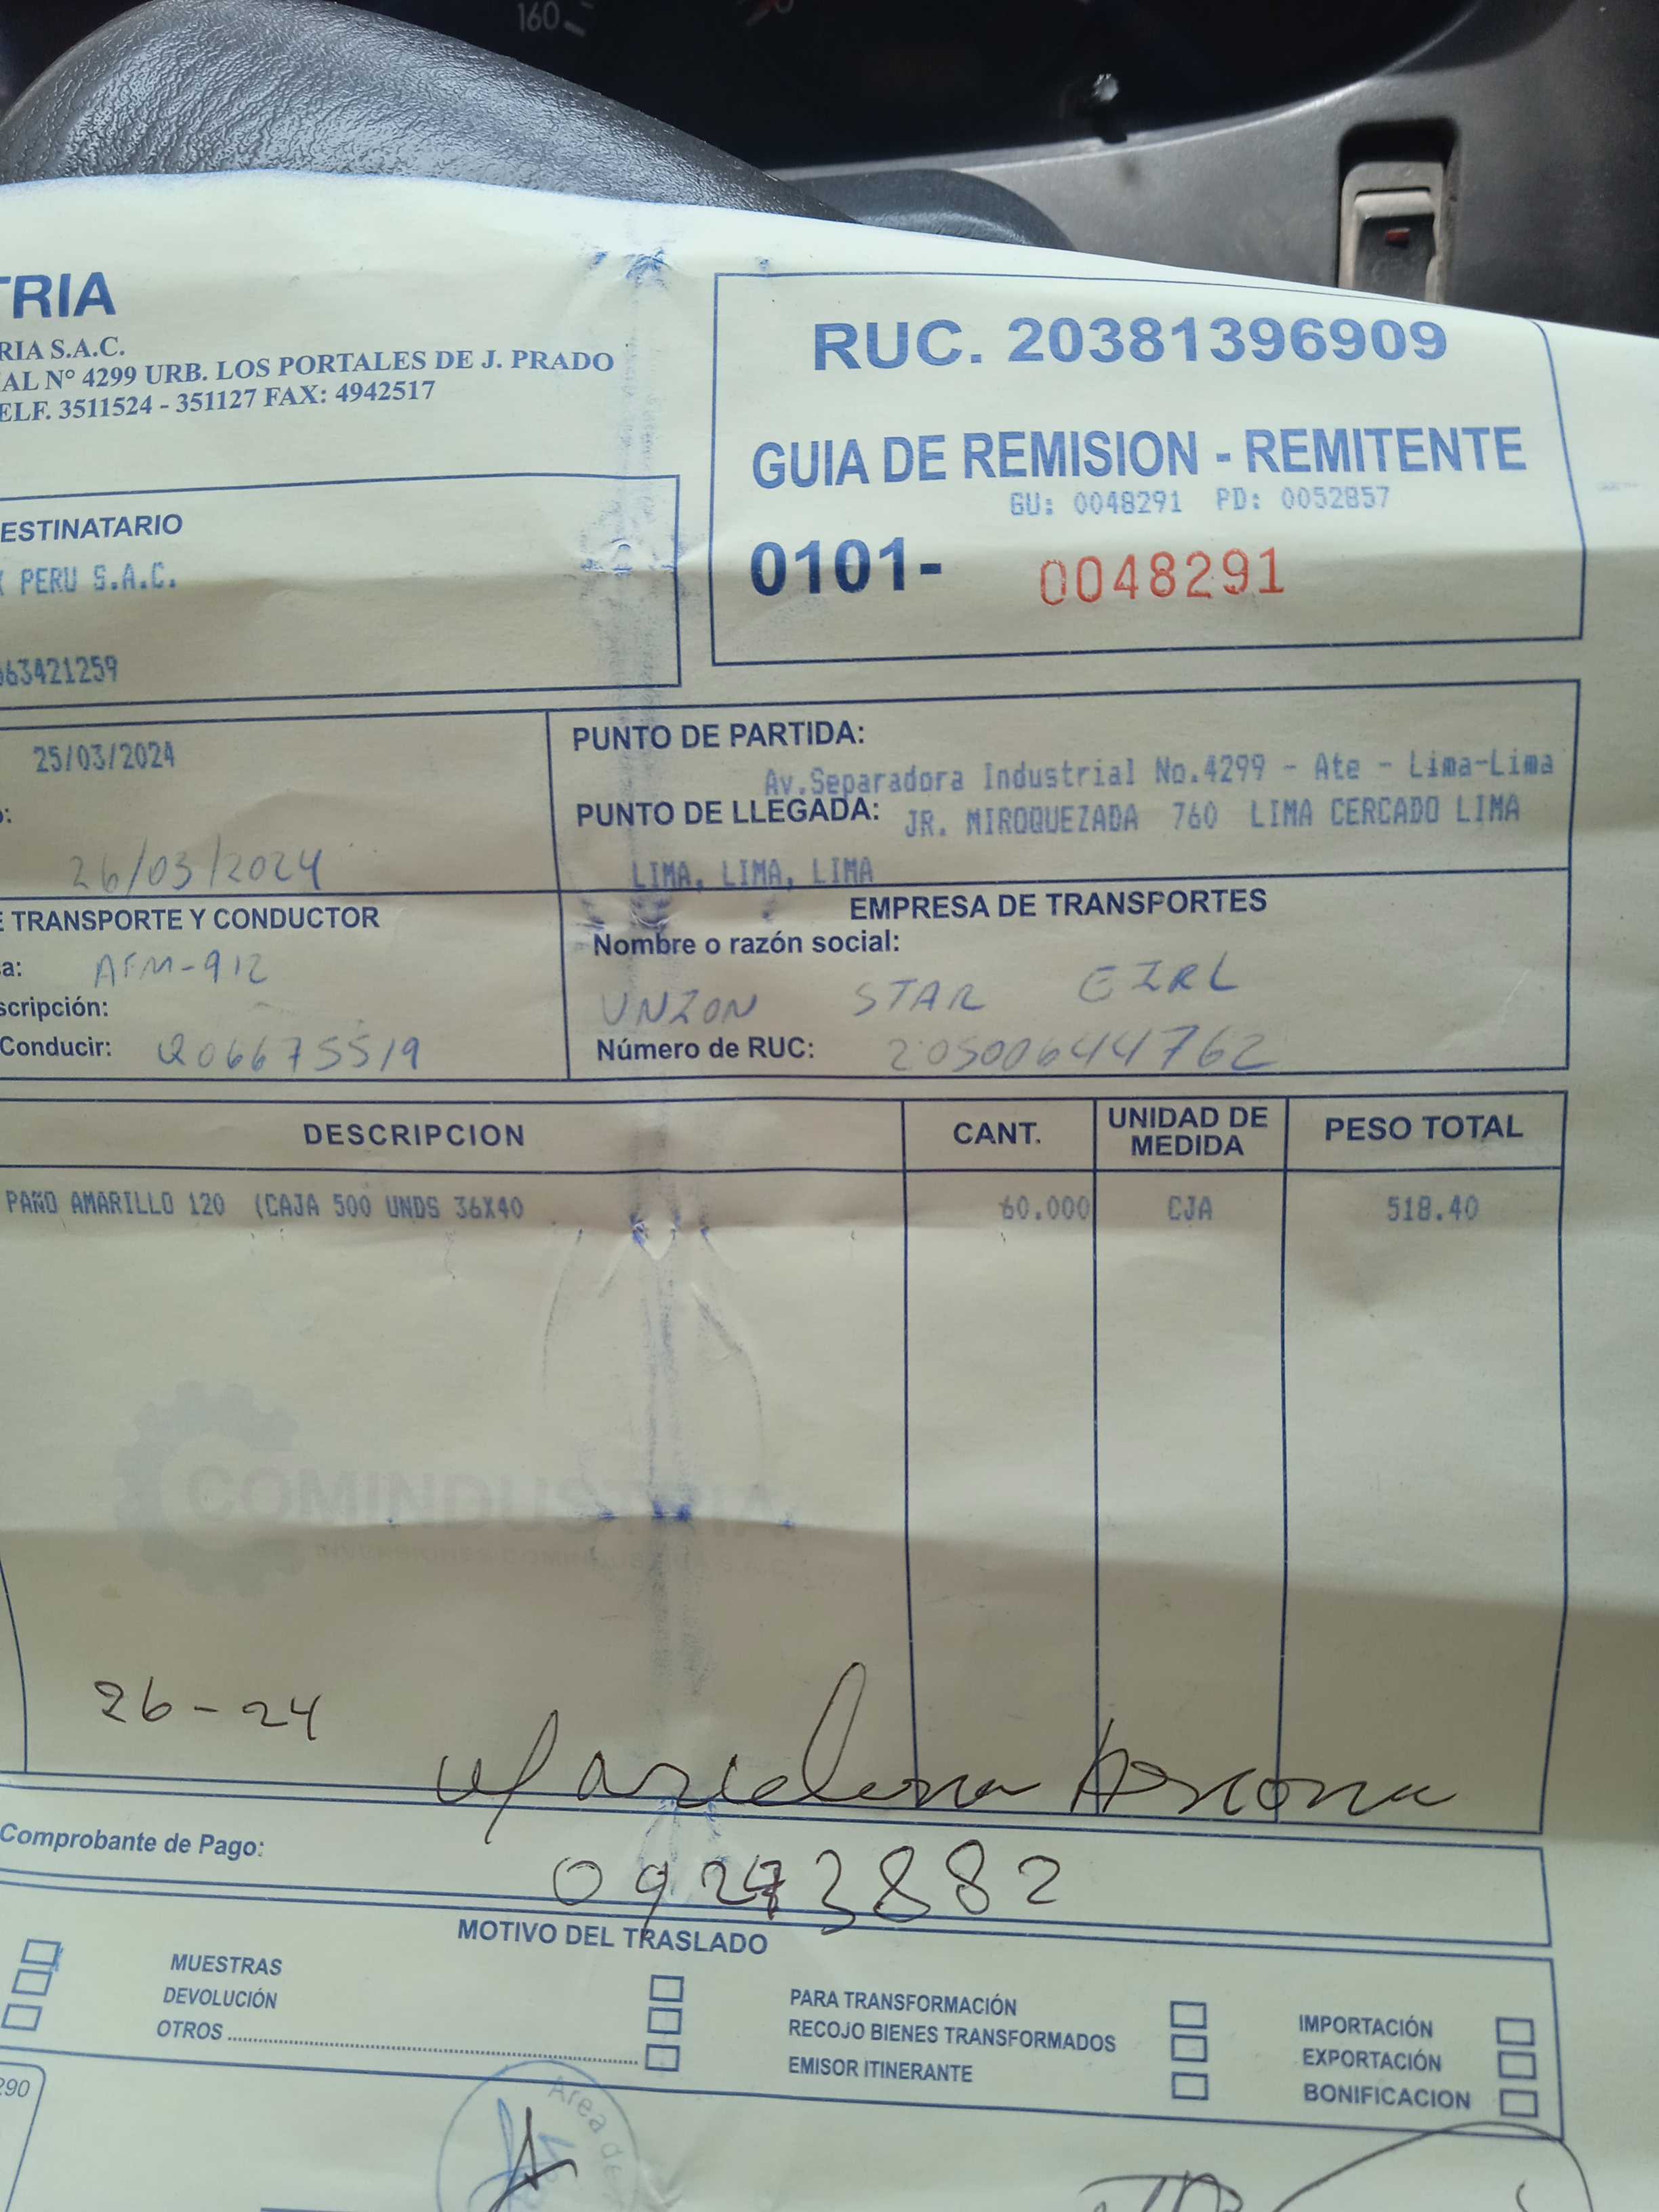 160
TRIA
RIA S.A.C.
AL N° 4299 URB. LOS PORTALES DE J. PRADO
ELF. 3511524 - 351127 FAX: 4942517
RUC. 20381396909
GUIA DE REMISION - REMITENTE
GU: 0048291 PD: 0052857
0101- 0048291
ESTINATARIO
PERU S.A.C.
63421259
25/03/2024
26/03/2024
PUNTO DE PARTIDA:
Av.Separadora Industrial No.4299 - Ate - Lima-Lima
PUNTO DE LLEGADA: JR. MIROQUEZADA 760 LIMA CERCADO LIMA
LIMA, LIMA, LIMA
TRANSPORTE Y CONDUCTOR
a: AFM-912
scripción:
Conducir: Q06675519
EMPRESA DE TRANSPORTES
Nombre o razón social:
UNION STAR EIRL
Número de RUC: 20500644762
DESCRIPCION CANT. UNIDAD DE MEDIDA PESO TOTAL
PAÑO AMARILLO 120 (CAJA 500 UNDS 36X40 60.000 CJA 518.40
COMINDUSTRIA
26-24
Comprobante de Pago:
MOTIVO DEL TRASLADO
MUESTRAS
DEVOLUCIÓN
OTROS
PARA TRANSFORMACIÓN
RECOJO BIENES TRANSFORMADOS
EMISOR ITINERANTE
IMPORTACIÓN
EXPORTACIÓN
BONIFICACION
290
Area de